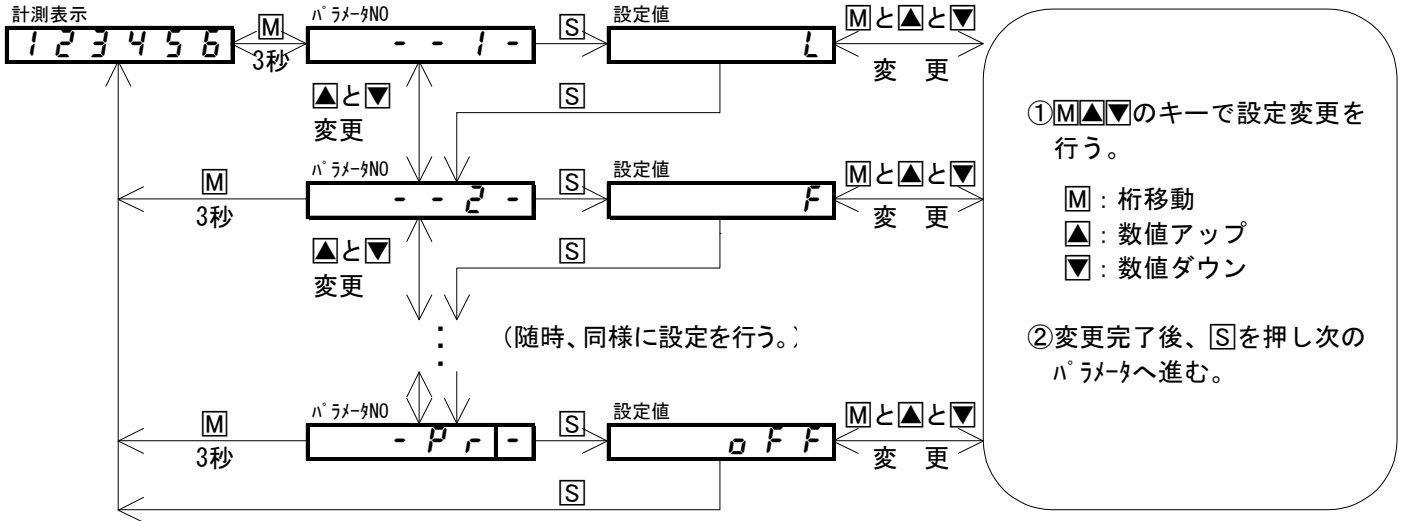 計測表示 パラメータNO 設定値
123456 M --1- S L Mと▲と▼
3秒 変 更
▲と▼ S
変更
①M▲▼のキーで設定変更を
行う。
M:桁移動
▲:数値アップ
▼:数値ダウン
②変更完了後、Sを押し次の
パラメータへ進む。
パラメータNO 設定値
M --2- S F MとAと▼
3秒 変 更
▲と▼ S
変更
:
(随時、同様に設定を行う。)
パラメータNO 設定値
M -Pr- S oFF Mと▲と▼
3秒 変 更
S